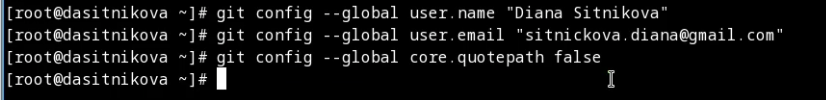 [root@dasitnikova ~]# git config --global user.name "Diana Sitnikova"
[root@dasitnikova ~]# git config --global user.email "sitnickova.diana@gmail.com"
[root@dasitnikova ~]# git config --global core.quotepath false
[root@dasitnikova ~]#